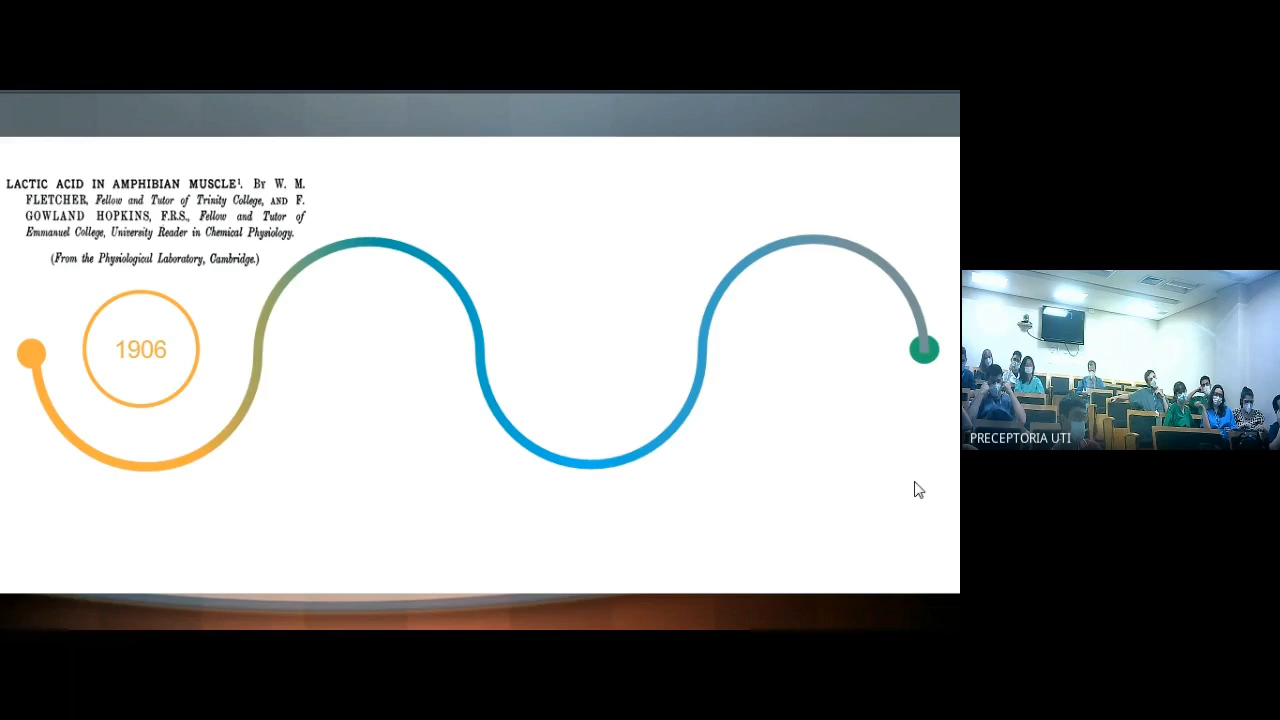 LACTIC ACID IN AMPHIBIAN MUSCLE¹. By W. M.
FLETCHER, Fellow and Tutor of Trinity College, AND F.
GOWLAND HOPKINS, F.R.S., Fellow and Tutor of
Emmanuel College, University Reader in Chemical Physiology.
(From the Physiological Laboratory, Cambridge.)
1906
PRECEPTORIA UTI